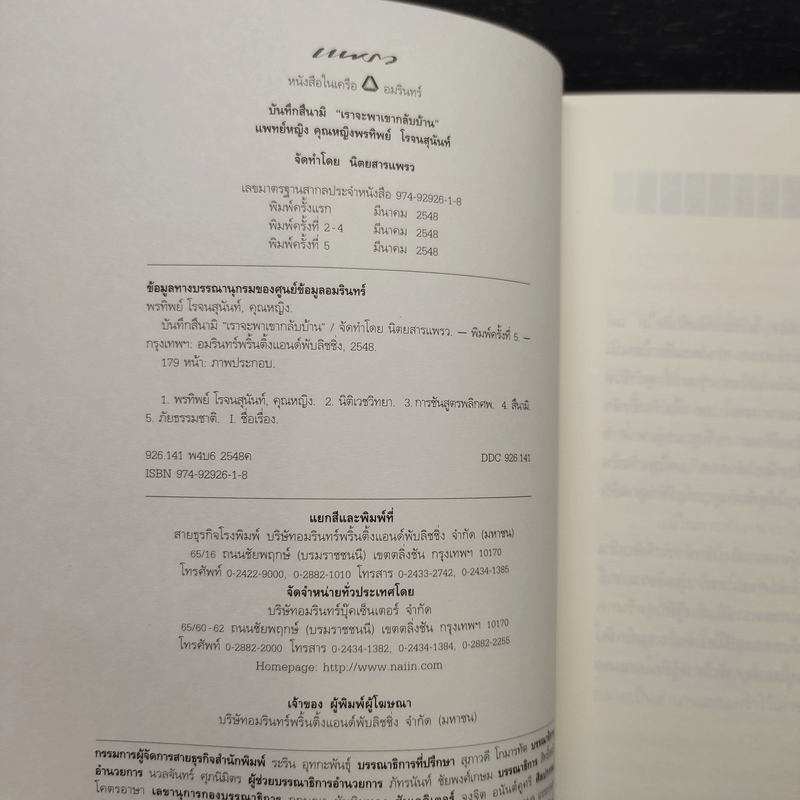 แพรว
หนังสือในเครือ อมรินทร์
บันทึกสึนามิ "เราจะพาเขากลับบ้าน"
แพทย์หญิง คุณหญิงพรทิพย์ โรจนสุนันท์
จัดทำโดย นิตยสารแพรว
เลขมาตรฐานสากลประจำหนังสือ 974-92926-1-8
พิมพ์ครั้งแรก มีนาคม 2548
พิมพ์ครั้งที่ 2-4 มีนาคม 2548
พิมพ์ครั้งที่ 5 มีนาคม 2548
ข้อมูลทางบรรณานุกรมของศูนย์ข้อมูลอมรินทร์
พรทิพย์ โรจนสุนันท์, คุณหญิง.
บันทึกสึนามิ "เราจะพาเขากลับบ้าน" / จัดทำโดย นิตยสารแพรว. — พิมพ์ครั้งที่ 5. —
กรุงเทพฯ: อมรินทร์พริ้นติ้งแอนด์พับลิชชิ่ง, 2548.
179 หน้า: ภาพประกอบ.
1. พรทิพย์ โรจนสุนันท์, คุณหญิง. 2. นิติเวชวิทยา. 3. การชันสูตรพลิกศพ. 4. สึนามิ.
5. ภัยธรรมชาติ. I. ชื่อเรื่อง.
926.141 พ4บ6 2548ค DDC 926.141
ISBN 974-92926-1-8
แยกสีและพิมพ์ที่
สายธุรกิจโรงพิมพ์ บริษัทอมรินทร์พริ้นติ้งแอนด์พับลิชชิ่ง จำกัด (มหาชน)
65/16 ถนนชัยพฤกษ์ (บรมราชชนนี) เขตตลิ่งชัน กรุงเทพฯ 10170
โทรศัพท์ 0-2422-9000, 0-2882-1010 โทรสาร 0-2433-2742, 0-2434-1385
จัดจำหน่ายทั่วประเทศโดย
บริษัทอมรินทร์บุ๊คเซ็นเตอร์ จำกัด
65/60-62 ถนนชัยพฤกษ์ (บรมราชชนนี) เขตตลิ่งชัน กรุงเทพฯ 10170
โทรศัพท์ 0-2882-2000 โทรสาร 0-2434-1382, 0-2434-1384, 0-2882-2255
Homepage: http://www.naiin.com
เจ้าของ ผู้พิมพ์ผู้โฆษณา
บริษัทอมรินทร์พริ้นติ้งแอนด์พับลิชชิ่ง จำกัด (มหาชน)
กรรมการผู้จัดการสายธุรกิจสำนักพิมพ์ ระริน อุทกะพันธุ์ บรรณาธิการที่ปรึกษา สุภาวดี โกมารทัต
อำนวยการ นวลจันทร์ ศุภนิมิตร ผู้ช่วยบรรณาธิการอำนวยการ ภัทรนันท์ ชัยพงศ์เกษม บรรณาธิการ
โคตรอาษา เลขานุการกองบรรณาธิการ